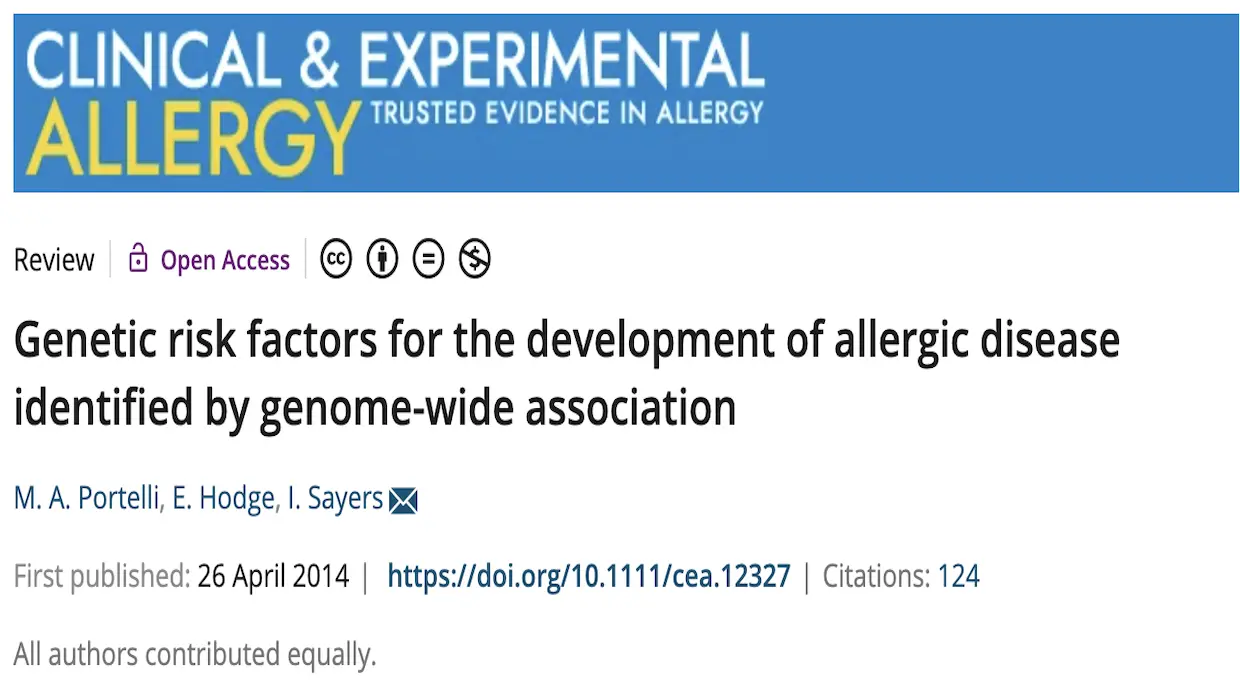 CLINICAL & EXPERIMENTAL
ALLERGY TRUSTED EVIDENCE IN ALLERGY
Review Open Access cc
Genetic risk factors for the development of allergic disease
identified by genome-wide association
M. A. Portelli, E. Hodge, I. Sayers
First published: 26 April 2014 | https://doi.org/10.1111/cea.12327 | Citations: 124
All authors contributed equally.